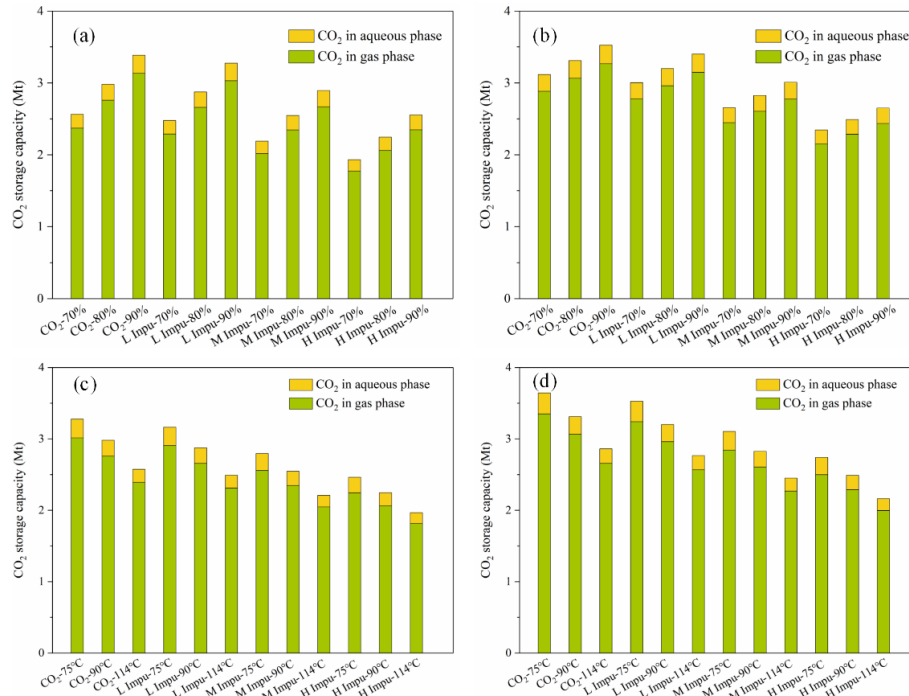 (a)
CO₂ in aqueous phase
CO₂ in gas phase
CO₂ storage capacity (Mt)
4
3
2
1
0
CO₂-70%
CO₂-80%
CO₂-90%
L Impu-70%
L Impu-80%
L Impu-90%
M Impu-70%
M Impu-80%
M Impu-90%
H Impu-70%
H Impu-80%
H Impu-90%
(b)
CO₂ in aqueous phase
CO₂ in gas phase
CO₂ storage capacity (Mt)
4
3
2
1
0
CO₂-70%
CO₂-80%
CO₂-90%
L Impu-70%
L Impu-80%
L Impu-90%
M Impu-70%
M Impu-80%
M Impu-90%
H Impu-70%
H Impu-80%
H Impu-90%
(c)
CO₂ in aqueous phase
CO₂ in gas phase
CO₂ storage capacity (Mt)
4
3
2
1
0
CO₂-75℃
CO₂-90℃
CO₂-114℃
L Impu-75℃
L Impu-90℃
L Impu-114℃
M Impu-75℃
M Impu-90℃
M Impu-114℃
H Impu-75℃
H Impu-90℃
H Impu-114℃
(d)
CO₂ in aqueous phase
CO₂ in gas phase
CO₂ storage capacity (Mt)
4
3
2
1
0
CO₂-75℃
CO₂-90℃
CO₂-114℃
L Impu-75℃
L Impu-90℃
L Impu-114℃
M Impu-75℃
M Impu-90℃
M Impu-114℃
H Impu-75℃
H Impu-90℃
H Impu-114℃